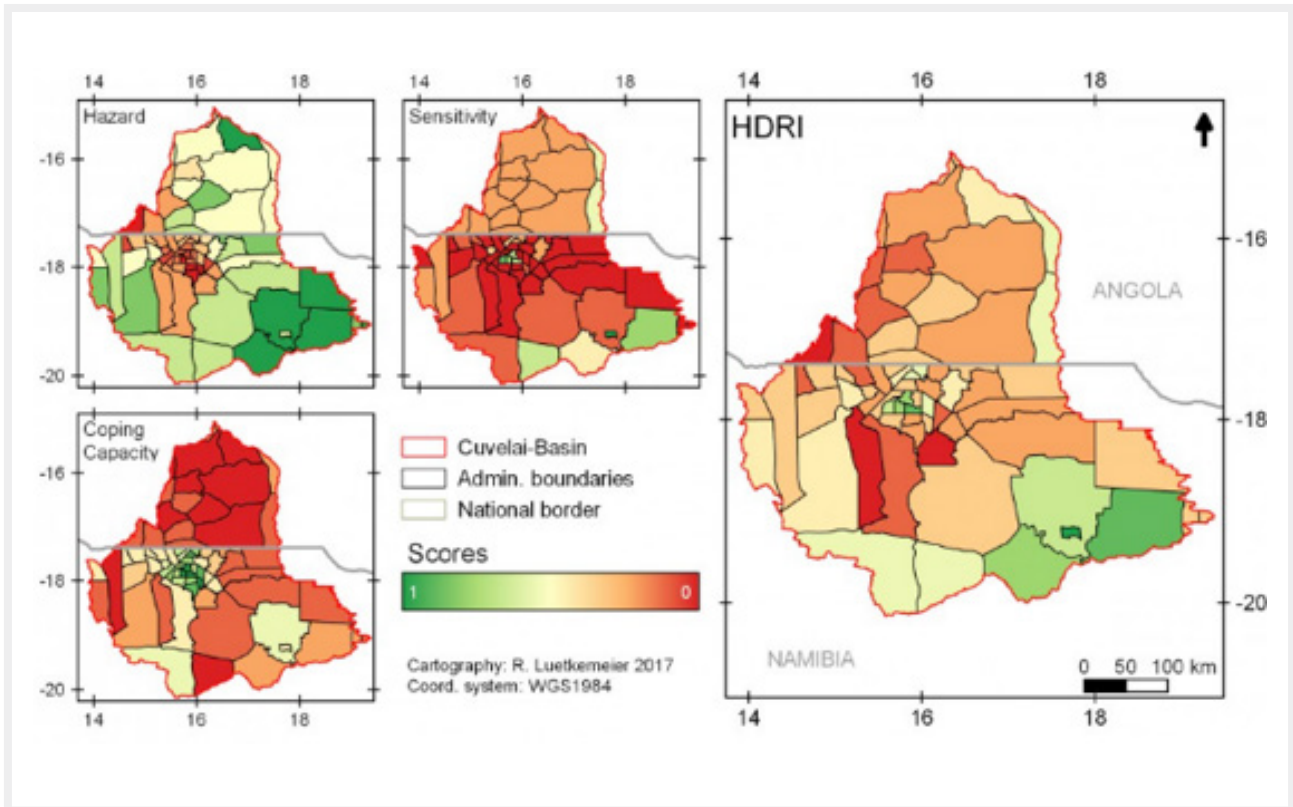 14 16 18
Hazard
-16
-18
-20
14 16 18
Sensitivity
14 16 18
HDRI
-16
-18
-20
ANGOLA
NAMIBIA
0 50 100 km
14 16 18
Coping
Capacity
-16
-18
-20
14 16 18
Cuvelai-Basin
Admin. boundaries
National border
Scores
1 0
Cartography: R. Luetkemeier 2017
Coord. system: WGS1984